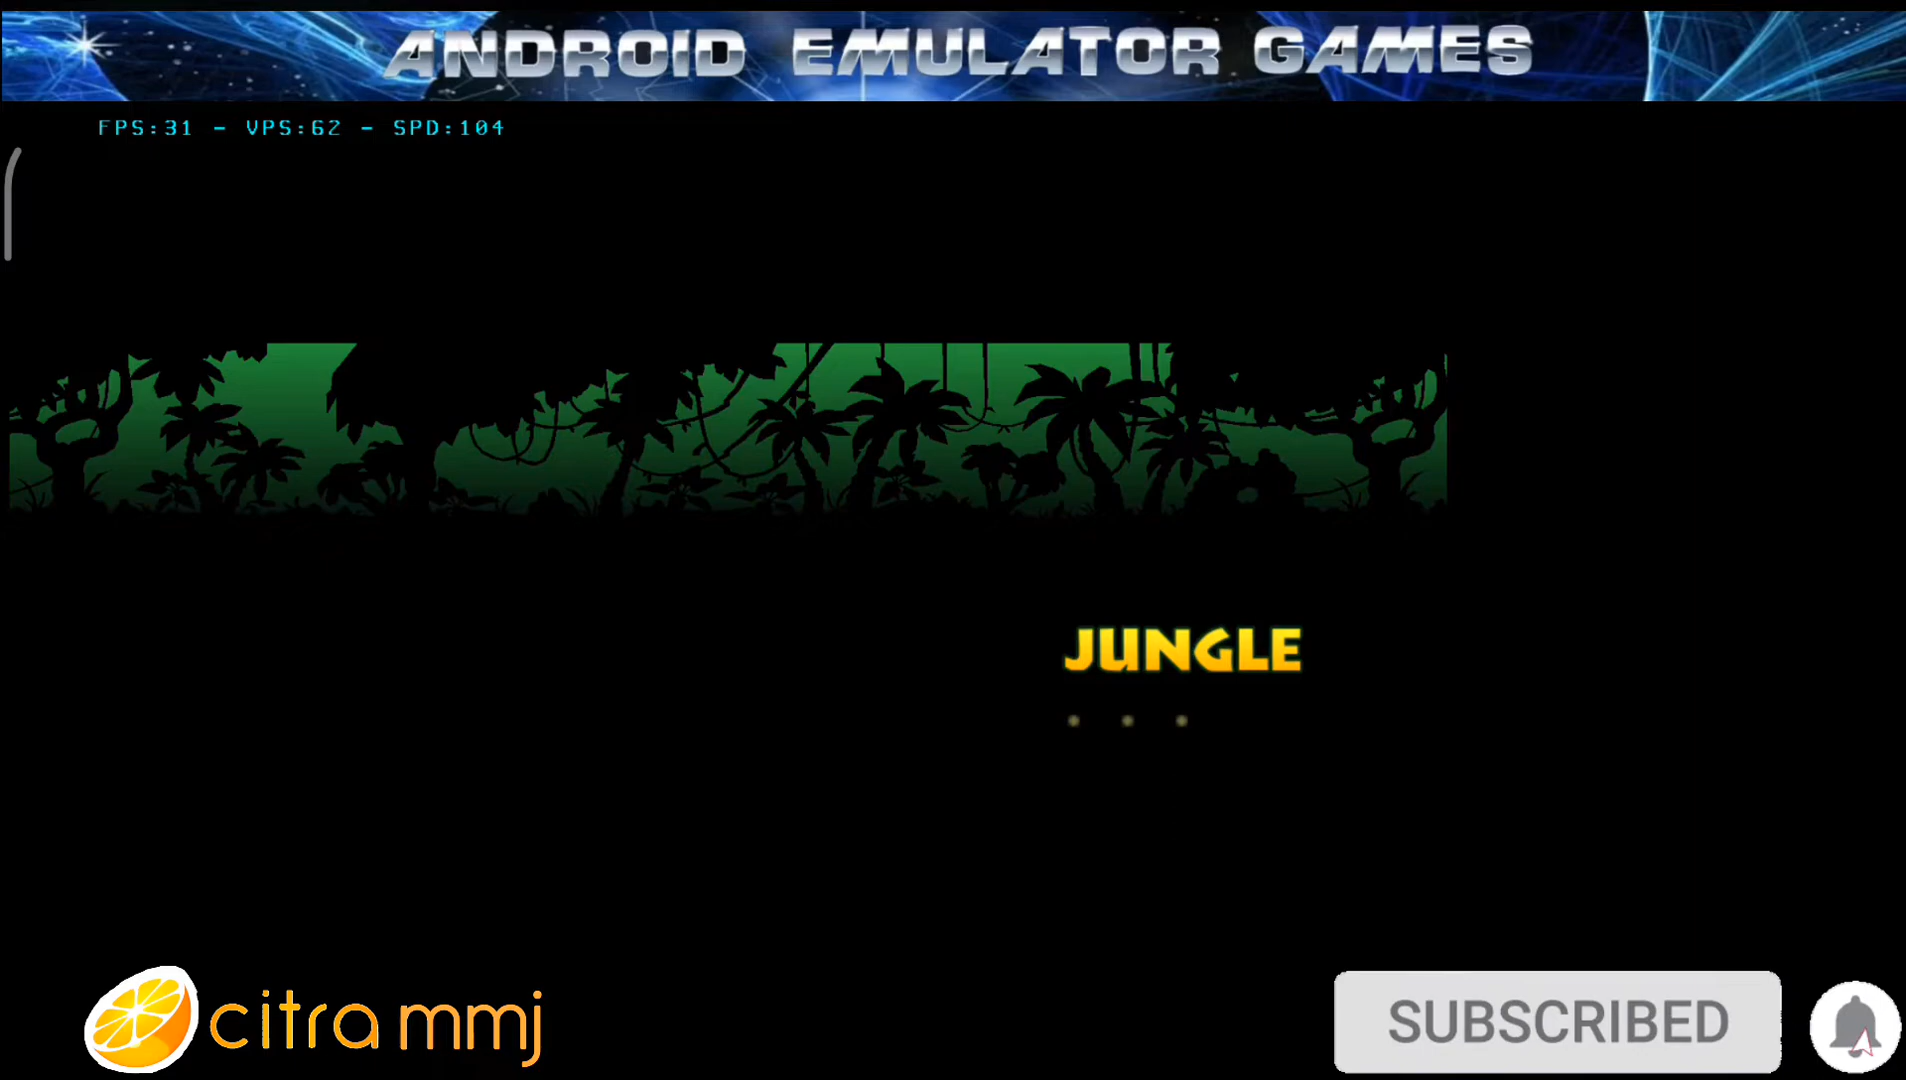 ANDROID EMULATOR GAMES
FPS:31 - VPS:62 - SPD:104
JUNGLE
. . .
citra mmj
SUBSCRIBED